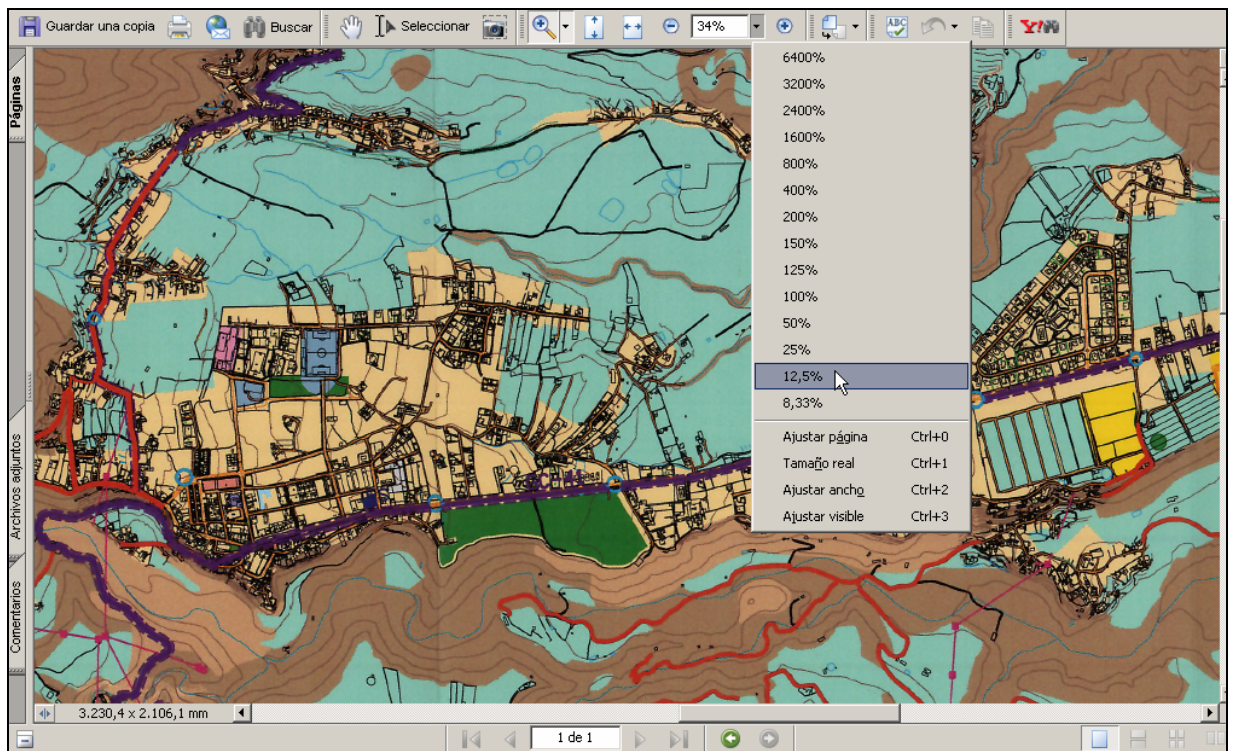 Guardar una copia Buscar Seleccionar 34% ABC Y!
6400%
3200%
2400%
1600%
800%
400%
200%
150%
125%
100%
50%
25%
12,5%
8,33%
Ajustar página Ctrl+0
Tamaño real Ctrl+1
Ajustar ancho Ctrl+2
Ajustar visible Ctrl+3
Páginas
Archivos adjuntos
Comentarios
3.230,4 x 2.106,1 mm
1 de 1